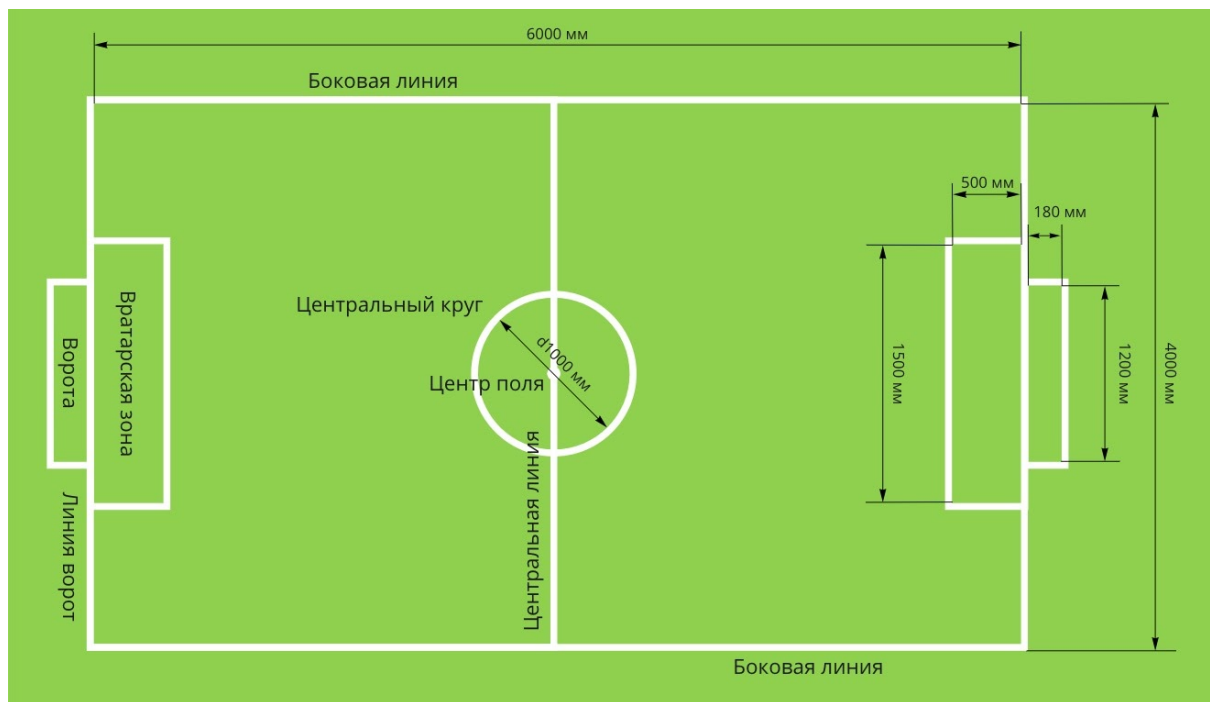 6000 мм
Боковая линия
500 мм
180 мм
Центральный круг
Вратарская зона
Ворота
d1000 мм
Центр поля
1500 мм
1200 мм
4000 мм
Центральная линия
Линия ворот
Боковая линия